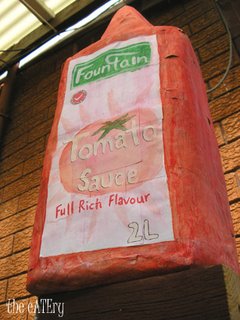 Fountain
Tomato
Sauce
Full Rich Flavour
2L
the eATEry